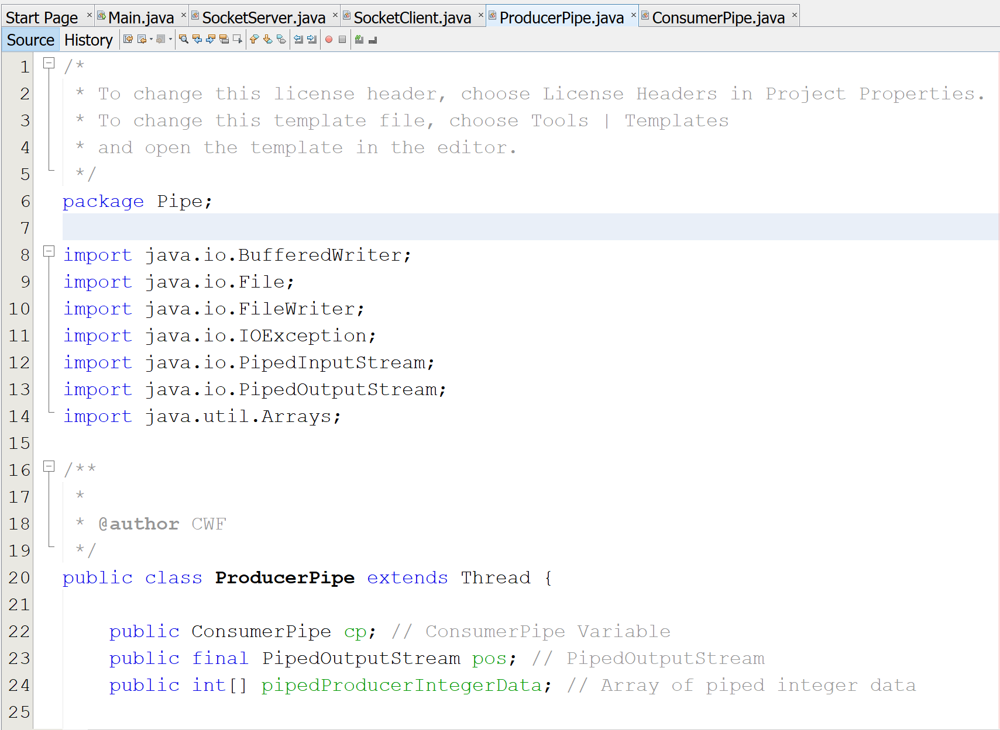 Start Page × Main.java × SocketServer.java × SocketClient.java × ProducerPipe.java × ConsumerPipe.java ×
Source History
1 /*
2  * To change this license header, choose License Headers in Project Properties.
3  * To change this template file, choose Tools | Templates
4  * and open the template in the editor.
5  */
6 package Pipe;
7
8 import java.io.BufferedWriter;
9 import java.io.File;
10 import java.io.FileWriter;
11 import java.io.IOException;
12 import java.io.PipedInputStream;
13 import java.io.PipedOutputStream;
14 import java.util.Arrays;
15
16 /**
17  *
18  * @author CWF
19  */
20 public class ProducerPipe extends Thread {
21
22     public ConsumerPipe cp; // ConsumerPipe Variable
23     public final PipedOutputStream pos; // PipedOutputStream
24     public int[] pipedProducerIntegerData; // Array of piped integer data
25